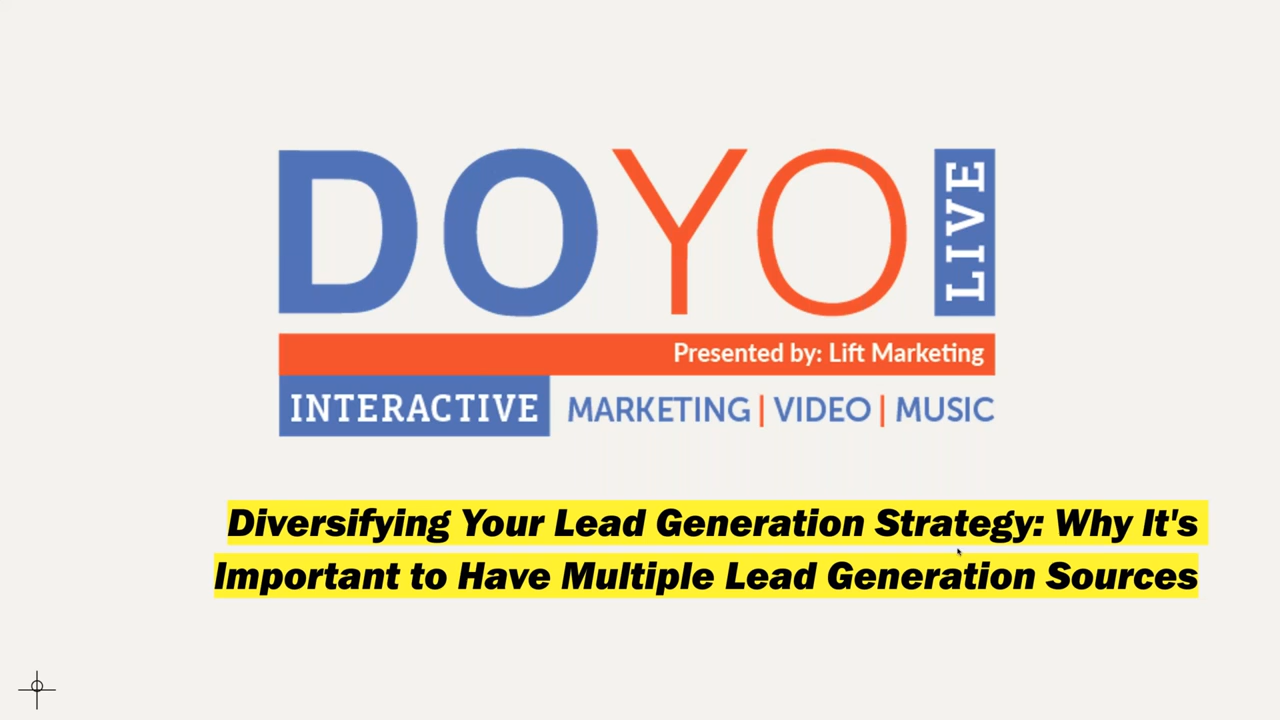 DOYO LIVE
Presented by: Lift Marketing
INTERACTIVE MARKETING | VIDEO | MUSIC
Diversifying Your Lead Generation Strategy: Why It's
Important to Have Multiple Lead Generation Sources